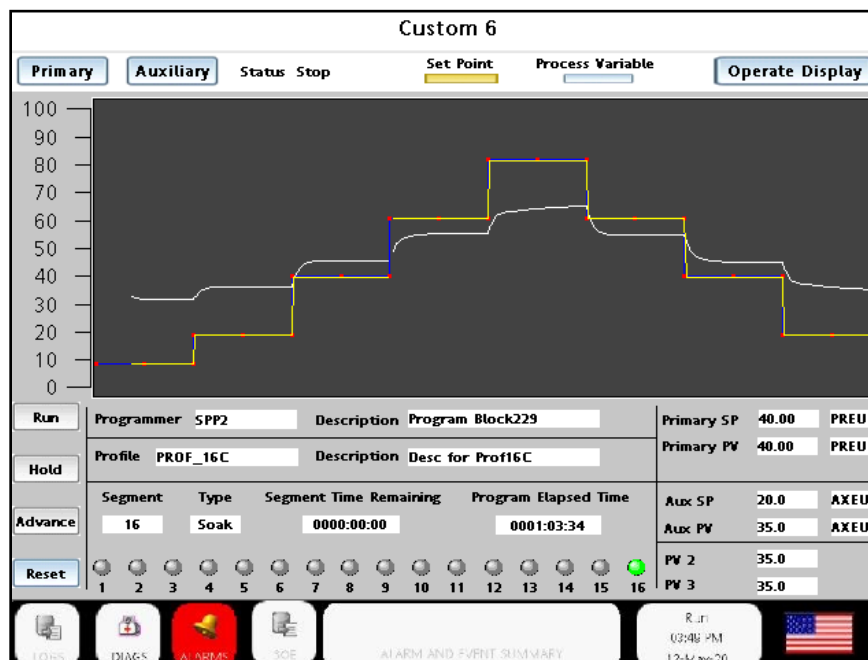 Custom 6
Primary Auxiliary Status Stop Set Point Process Variable Operate Display
100
90
80
70
60
50
40
30
20
10
0
Run Programmer SPP2 Description Program Block229 Primary SP 40.00 PREU
Primary PV 40.00 PREU
Hold Profile PROF_16C Description Desc for Prof16C
Segment Type Segment Time Remaining Program Elapsed Time Aux SP 20.0 AXEU
Advance 16 Soak 0000:00:00 0001:03:34 Aux PV 35.0 AXEU
PV 2 35.0
Reset
1 2 3 4 5 6 7 8 9 10 11 12 13 14 15 16 PV 3 35.0
Run
03:49 PM
LOGS DIAGS ALARMS SOE ALARM AND EVENT SUMMARY